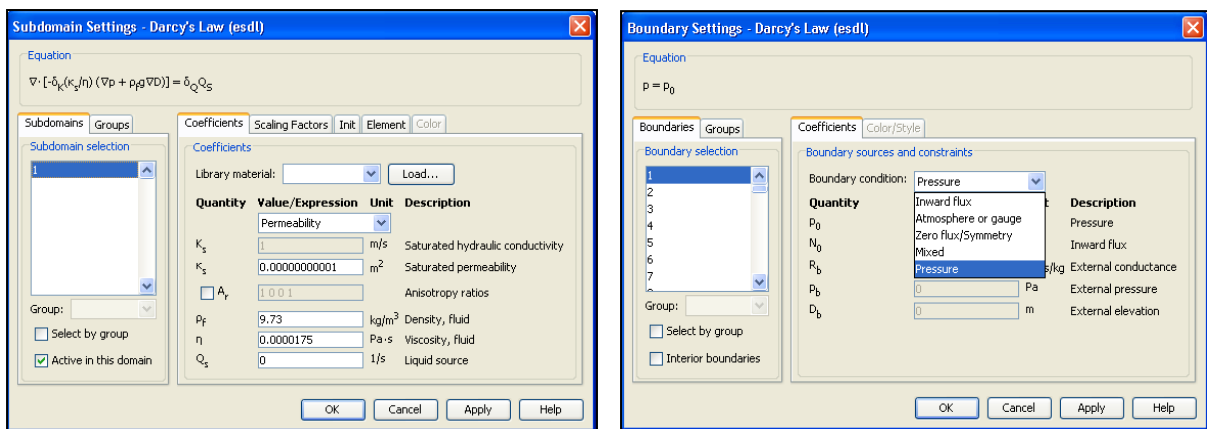 Subdomain Settings - Darcy's Law (esdl)
Equation
∇·[-δK(κs/η) (∇p + ρfg∇D)] = δQQS
Subdomains Groups
Subdomain selection
1
Group:
Select by group
Active in this domain
Coefficients Scaling Factors Init Element Color
Coefficients
Library material: Load...
Quantity Value/Expression Unit Description
Permeability
Ks 1 m/s Saturated hydraulic conductivity
κs 0.00000000001 m2 Saturated permeability
Ar 1 0 0 1 Anisotropy ratios
ρf 9.73 kg/m3 Density, fluid
η 0.0000175 Pa·s Viscosity, fluid
Qs 0 1/s Liquid source
OK Cancel Apply Help
Boundary Settings - Darcy's Law (esdl)
Equation
p = p0
Boundaries Groups
Boundary selection
1
2
3
4
5
6
7
Group:
Select by group
Interior boundaries
Coefficients Color/Style
Boundary sources and constraints
Boundary condition: Pressure
Inward flux
Atmosphere or gauge
Zero flux/Symmetry
Mixed
Pressure
Quantity Description
p0 Pressure
N0 Inward flux
Rb s/kg External conductance
pb 0 Pa External pressure
Db 0 m External elevation
OK Cancel Apply Help